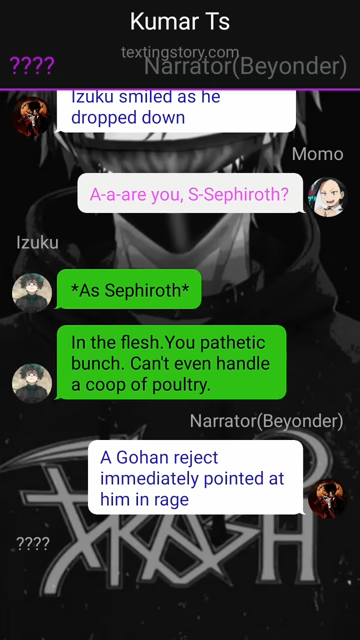 Kumar Ts
textingstory.com
????
Narrator(Beyonder)
Izuku smiled as he
dropped down
Momo
A-a-are you, S-Sephiroth?
Izuku
*As Sephiroth*
In the flesh.You pathetic
bunch. Can't even handle
a coop of poultry.
Narrator(Beyonder)
A Gohan reject
immediately pointed at
him in rage
????